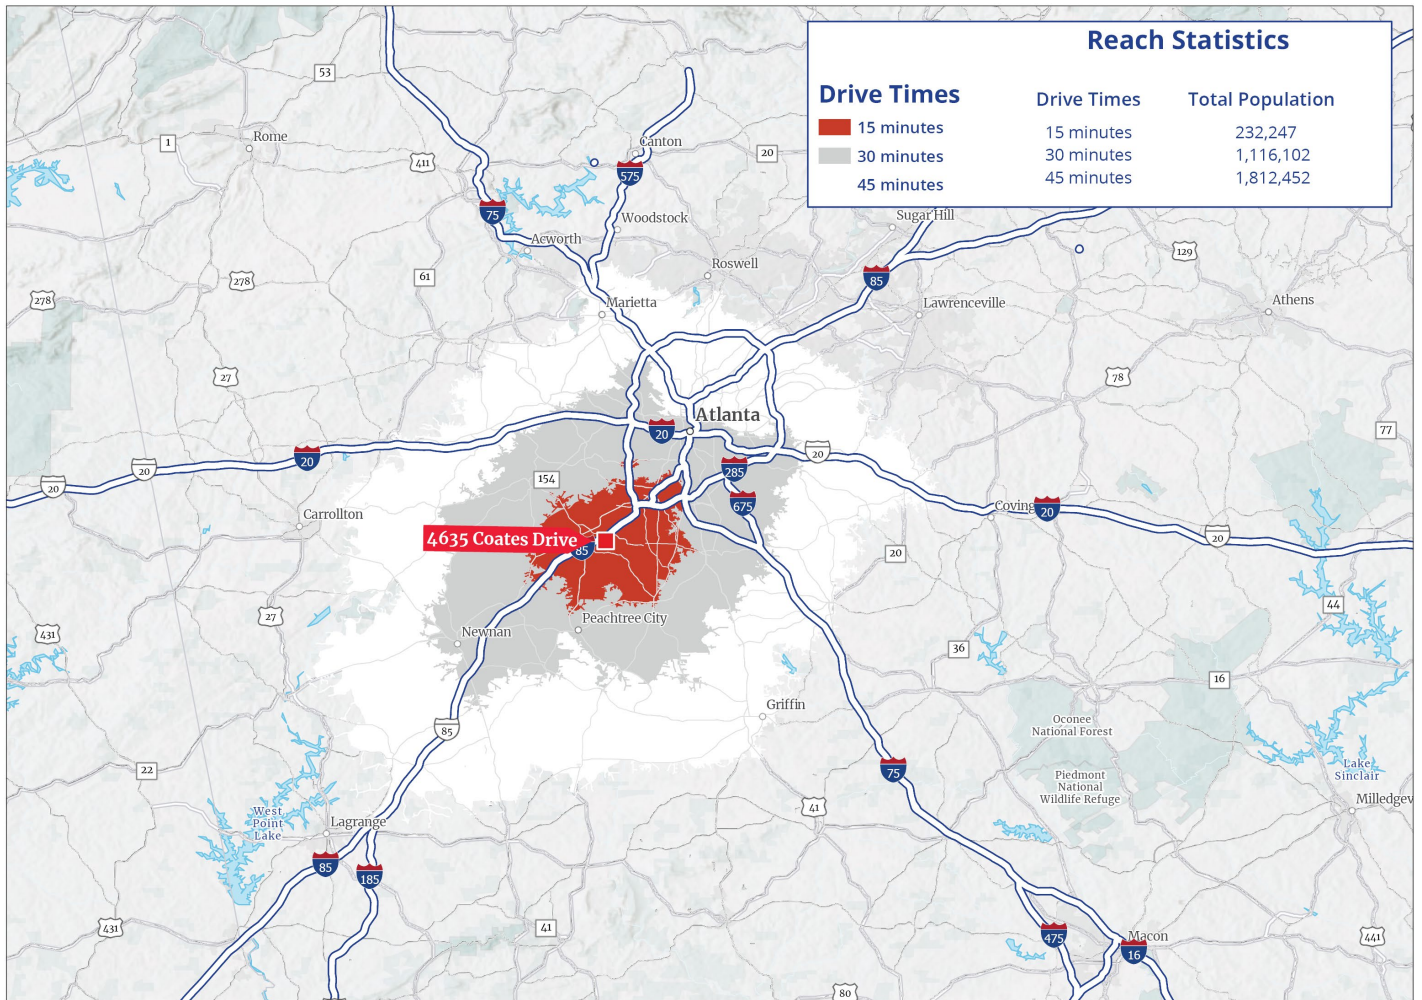 Reach Statistics
Drive Times
15 minutes
30 minutes
45 minutes
Drive Times Total Population
15 minutes 232,247
30 minutes 1,116,102
45 minutes 1,812,452
53
1
Rome
411
Canton
20
575
75
Woodstock
Sugar Hill
Acworth
129
278
61
Roswell
85
278
Marietta
Lawrenceville
Athens
27
78
Atlanta
20
77
20
20
20
20
285
154
675
Carrollton
Covington
20
20
4635 Coates Drive
85
20
27
Peachtree City
44
431
Newnan
36
16
Griffin
85
Oconee
National Forest
22
75
Lake
Sinclair
Piedmont
National
Wildlife Refuge
41
Milledgev
West
Point
Lake
Lagrange
85
185
431
41
475
Macon
16
441
80